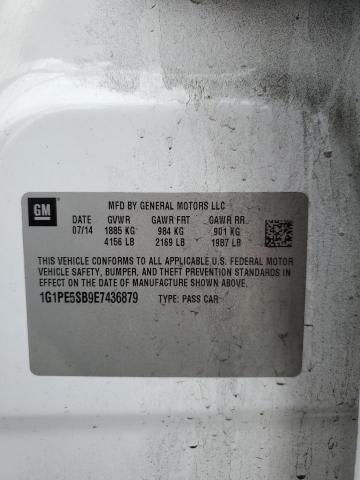 GM
MFD BY GENERAL MOTORS LLC
DATE GVWR GAWR FRT GAWR RR
07/14 1885 KG 984 KG 901 KG
4156 LB 2169 LB 1987 LB
THIS VEHICLE CONFORMS TO ALL APPLICABLE U.S. FEDERAL MOTOR
VEHICLE SAFETY, BUMPER, AND THEFT PREVENTION STANDARDS IN
EFFECT ON THE DATE OF MANUFACTURE SHOWN ABOVE.
1G1PE5SB9E7436879 TYPE: PASS CAR